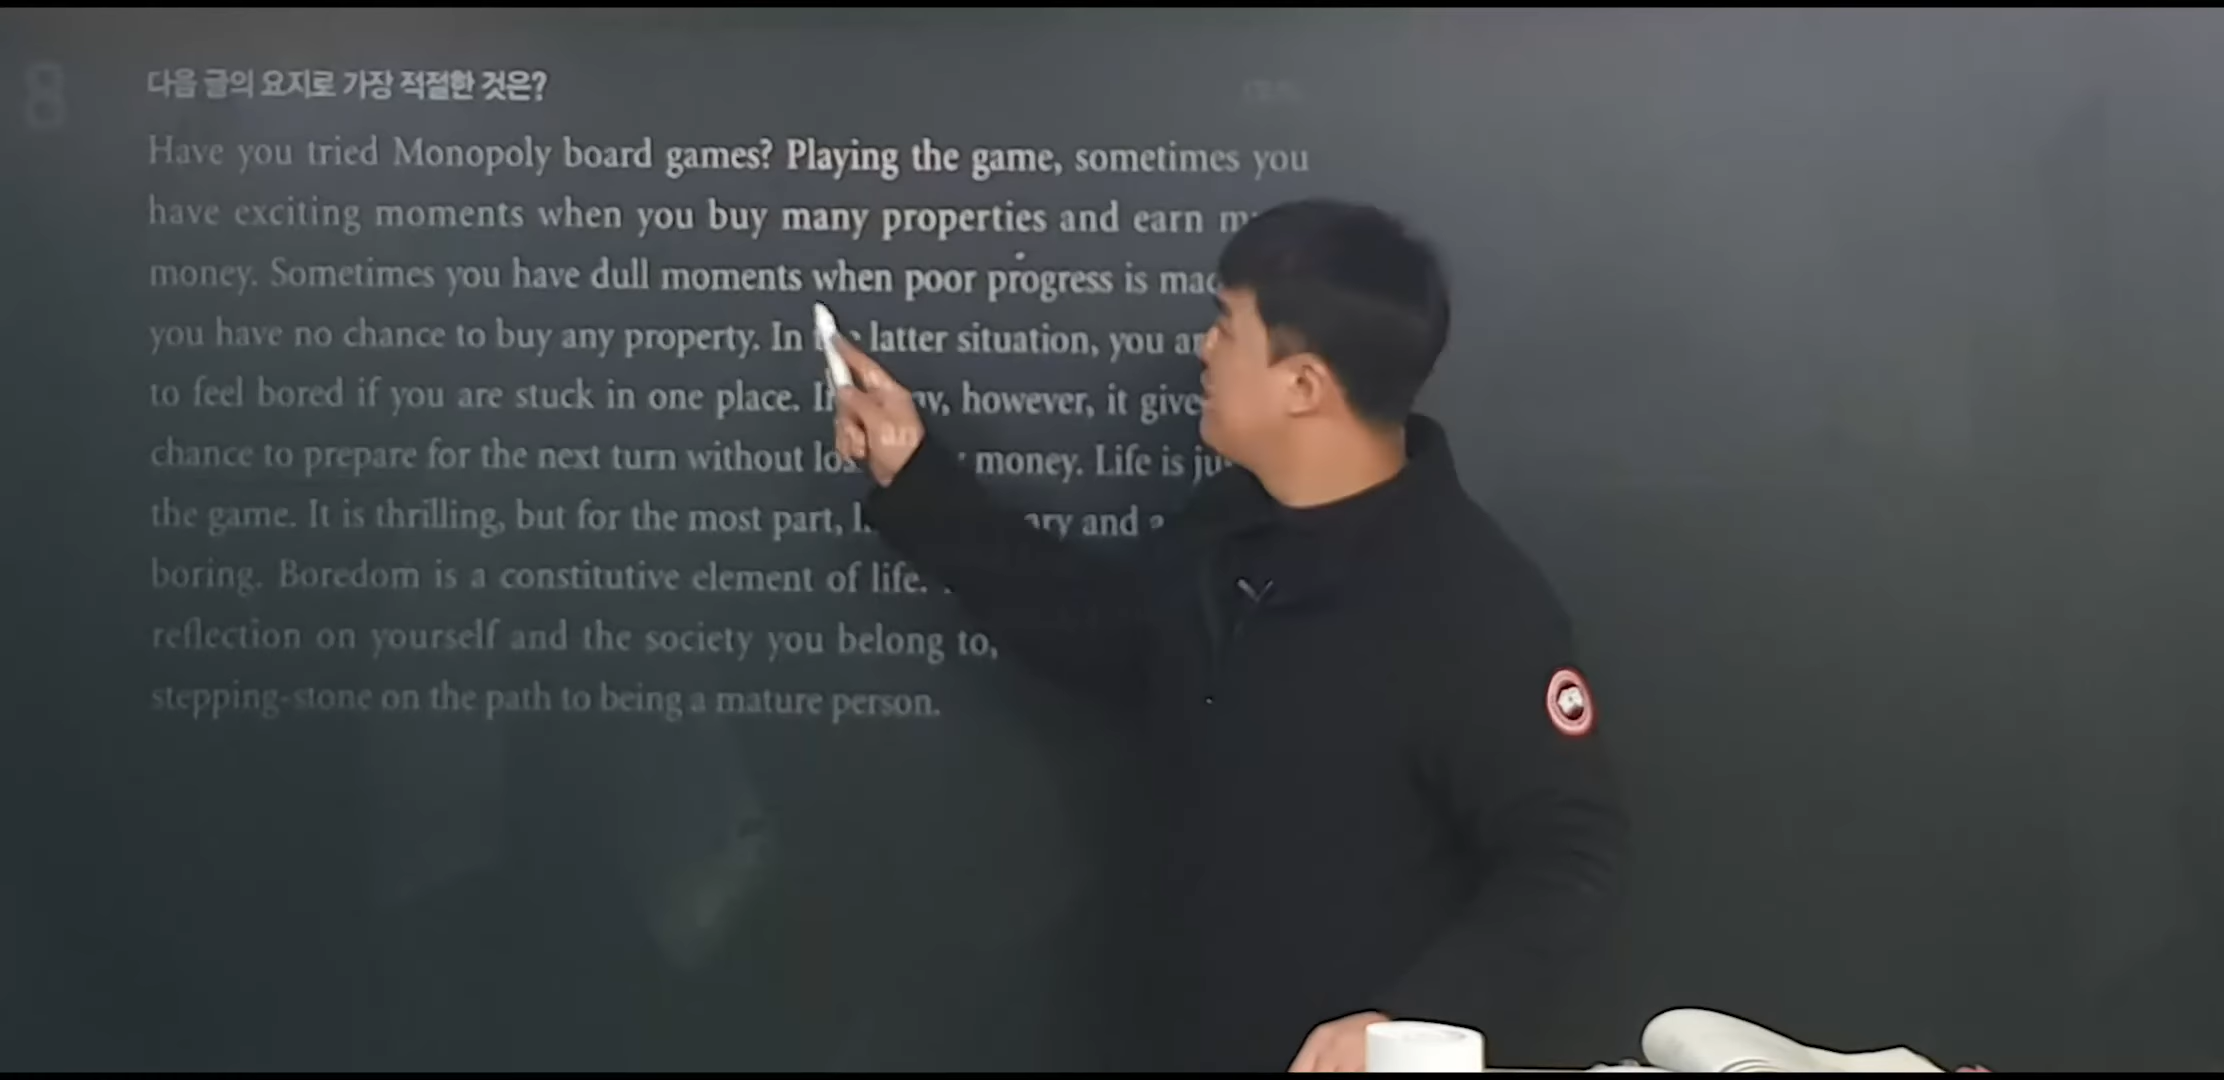 8
다음 글의 요지로 가장 적절한 것은?
Have you tried Monopoly board games? Playing the game, sometimes you
have exciting moments when you buy many properties and earn
money. Sometimes you have dull moments when poor progress is
you have no chance to buy any property. In latter situation, you
to feel bored if you are stuck in one place. however, it
chance to prepare for the next turn without money. Life is
the game. It is thrilling, but for the most part, and
boring. Boredom is a constitutive element of life.
reflection on yourself and the society you belong to,
stepping-stone on the path to being a mature person.